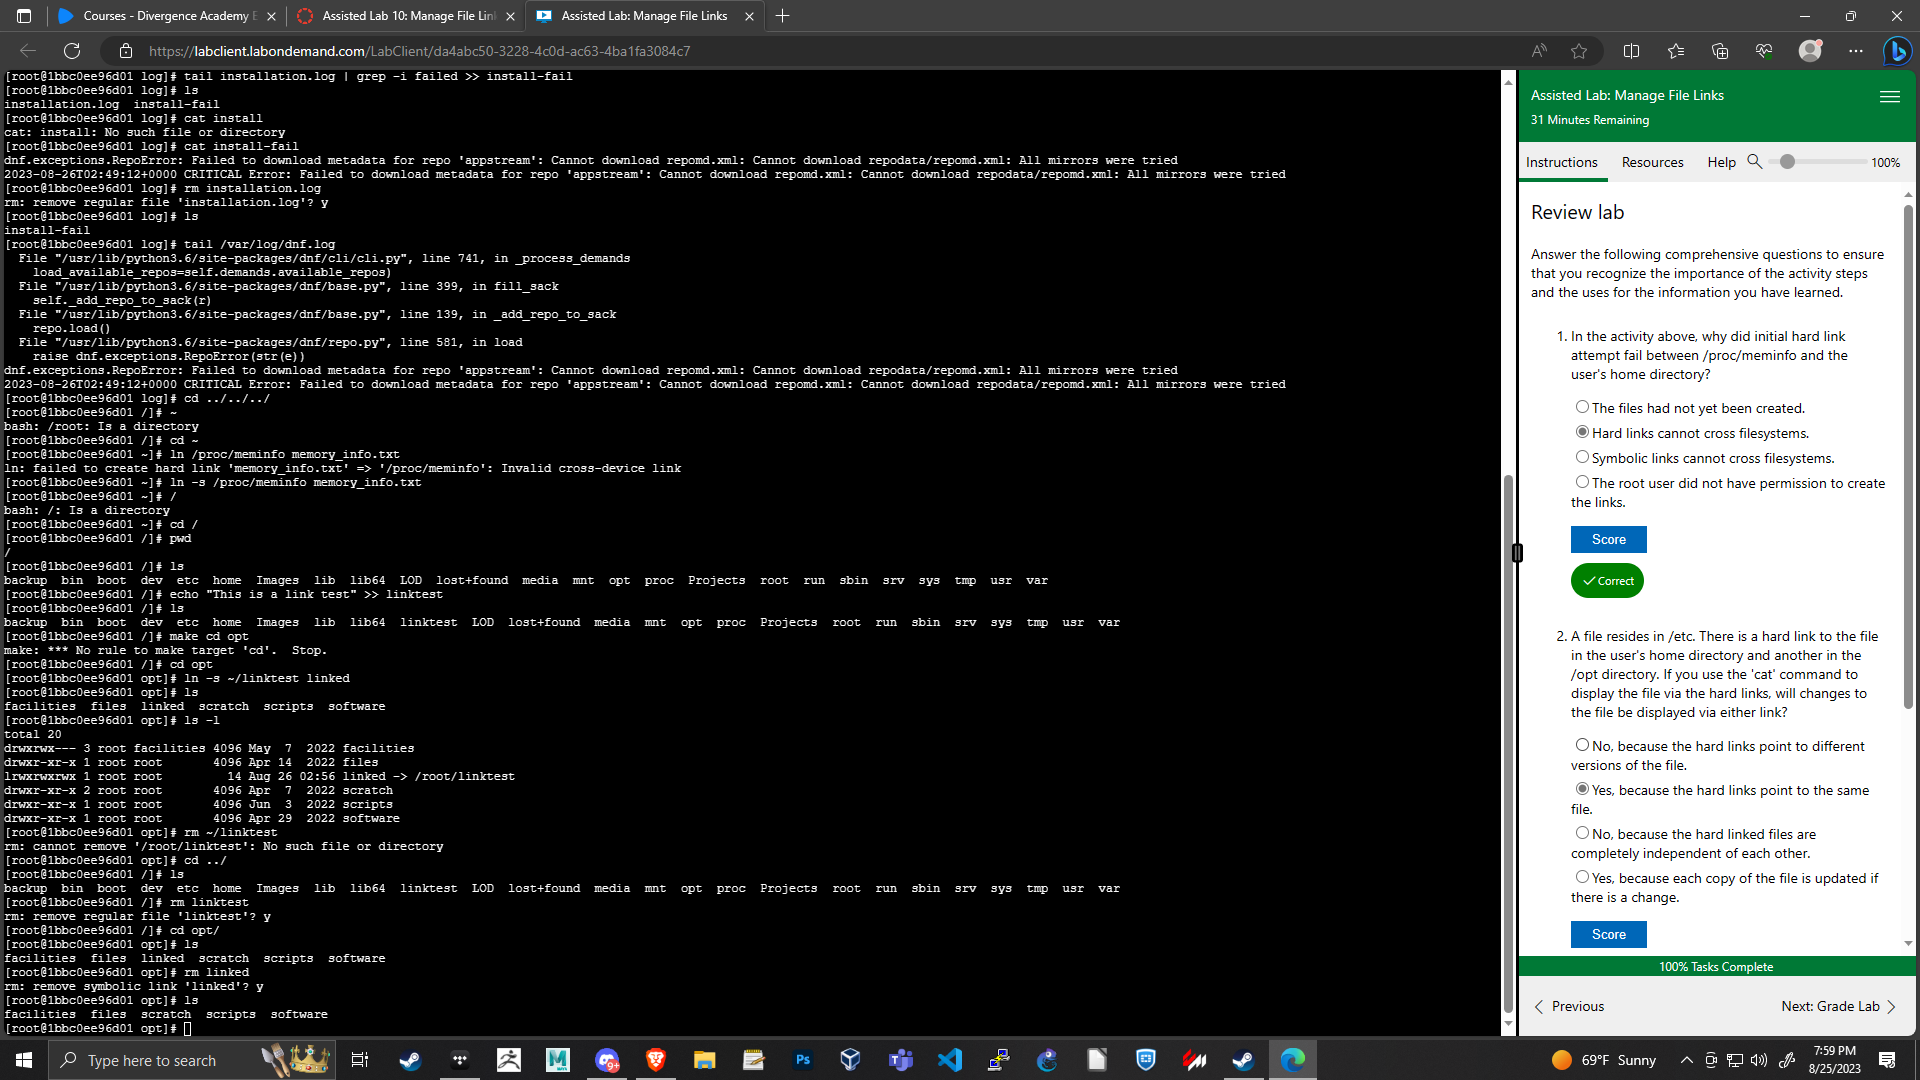 Courses - Divergence Academy E
Assisted Lab 10: Manage File Lin
Assisted Lab: Manage File Links
https://labclient.labondemand.com/LabClient/da4abc50-3228-4c0d-ac63-4ba1fa3084c7
[root@1bbc0ee96d01 log]# tail installation.log | grep -i failed >> install-fail
[root@1bbc0ee96d01 log]# ls
installation.log  install-fail
[root@1bbc0ee96d01 log]# cat install
cat: install: No such file or directory
[root@1bbc0ee96d01 log]# cat install-fail
dnf.exceptions.RepoError: Failed to download metadata for repo 'appstream': Cannot download repomd.xml: Cannot download repodata/repomd.xml: All mirrors were tried
2023-08-26T02:49:12+0000 CRITICAL Error: Failed to download metadata for repo 'appstream': Cannot download repomd.xml: Cannot download repodata/repomd.xml: All mirrors were tried
[root@1bbc0ee96d01 log]# rm installation.log
rm: remove regular file 'installation.log'? y
[root@1bbc0ee96d01 log]# ls
install-fail
[root@1bbc0ee96d01 log]# tail /var/log/dnf.log
  File "/usr/lib/python3.6/site-packages/dnf/cli/cli.py", line 741, in _process_demands
    load_available_repos=self.demands.available_repos)
  File "/usr/lib/python3.6/site-packages/dnf/base.py", line 399, in fill_sack
    self._add_repo_to_sack(r)
  File "/usr/lib/python3.6/site-packages/dnf/base.py", line 139, in _add_repo_to_sack
    repo.load()
  File "/usr/lib/python3.6/site-packages/dnf/repo.py", line 581, in load
    raise dnf.exceptions.RepoError(str(e))
dnf.exceptions.RepoError: Failed to download metadata for repo 'appstream': Cannot download repomd.xml: Cannot download repodata/repomd.xml: All mirrors were tried
2023-08-26T02:49:12+0000 CRITICAL Error: Failed to download metadata for repo 'appstream': Cannot download repomd.xml: Cannot download repodata/repomd.xml: All mirrors were tried
[root@1bbc0ee96d01 log]# cd ../../../
[root@1bbc0ee96d01 /]# ~
bash: /root: Is a directory
[root@1bbc0ee96d01 /]# cd ~
[root@1bbc0ee96d01 ~]# ln /proc/meminfo memory_info.txt
ln: failed to create hard link 'memory_info.txt' => '/proc/meminfo': Invalid cross-device link
[root@1bbc0ee96d01 ~]# ln -s /proc/meminfo memory_info.txt
[root@1bbc0ee96d01 ~]# /
bash: /: Is a directory
[root@1bbc0ee96d01 ~]# cd /
[root@1bbc0ee96d01 /]# pwd
/
[root@1bbc0ee96d01 /]# ls
backup  bin  boot  dev  etc  home  Images  lib  lib64  LOD  lost+found  media  mnt  opt  proc  Projects  root  run  sbin  srv  sys  tmp  usr  var
[root@1bbc0ee96d01 /]# echo "This is a link test" >> linktest
[root@1bbc0ee96d01 /]# ls
backup  bin  boot  dev  etc  home  Images  lib  lib64  linktest  LOD  lost+found  media  mnt  opt  proc  Projects  root  run  sbin  srv  sys  tmp  usr  var
[root@1bbc0ee96d01 /]# make cd opt
make: *** No rule to make target 'cd'.  Stop.
[root@1bbc0ee96d01 /]# cd opt
[root@1bbc0ee96d01 opt]# ln -s ~/linktest linked
[root@1bbc0ee96d01 opt]# ls
facilities  files  linked  scratch  scripts  software
[root@1bbc0ee96d01 opt]# ls -l
total 20
drwxrwx--- 3 root facilities 4096 May  7  2022 facilities
drwxr-xr-x 1 root root       4096 Apr 14  2022 files
lrwxrwxrwx 1 root root         14 Aug 26 02:56 linked -> /root/linktest
drwxr-xr-x 2 root root       4096 Apr  7  2022 scratch
drwxr-xr-x 1 root root       4096 Jun  3  2022 scripts
drwxr-xr-x 1 root root       4096 Apr 29  2022 software
[root@1bbc0ee96d01 opt]# rm ~/linktest
rm: cannot remove '/root/linktest': No such file or directory
[root@1bbc0ee96d01 opt]# cd ../
[root@1bbc0ee96d01 /]# ls
backup  bin  boot  dev  etc  home  Images  lib  lib64  linktest  LOD  lost+found  media  mnt  opt  proc  Projects  root  run  sbin  srv  sys  tmp  usr  var
[root@1bbc0ee96d01 /]# rm linktest
rm: remove regular file 'linktest'? y
[root@1bbc0ee96d01 /]# cd opt/
[root@1bbc0ee96d01 opt]# ls
facilities  files  linked  scratch  scripts  software
[root@1bbc0ee96d01 opt]# rm linked
rm: remove symbolic link 'linked'? y
[root@1bbc0ee96d01 opt]# ls
facilities  files  scratch  scripts  software
[root@1bbc0ee96d01 opt]#
Assisted Lab: Manage File Links
31 Minutes Remaining
Instructions Resources Help 100%
Review lab
Answer the following comprehensive questions to ensure
that you recognize the importance of the activity steps
and the uses for the information you have learned.
1. In the activity above, why did initial hard link
attempt fail between /proc/meminfo and the
user's home directory?
The files had not yet been created.
Hard links cannot cross filesystems.
Symbolic links cannot cross filesystems.
The root user did not have permission to create
the links.
Score
Correct
2. A file resides in /etc. There is a hard link to the file
in the user's home directory and another in the
/opt directory. If you use the 'cat' command to
display the file via the hard links, will changes to
the file be displayed via either link?
No, because the hard links point to different
versions of the file.
Yes, because the hard links point to the same
file.
No, because the hard linked files are
completely independent of each other.
Yes, because each copy of the file is updated if
there is a change.
Score
100% Tasks Complete
Previous
Next: Grade Lab
Type here to search
69°F Sunny
7:59 PM
8/25/2023